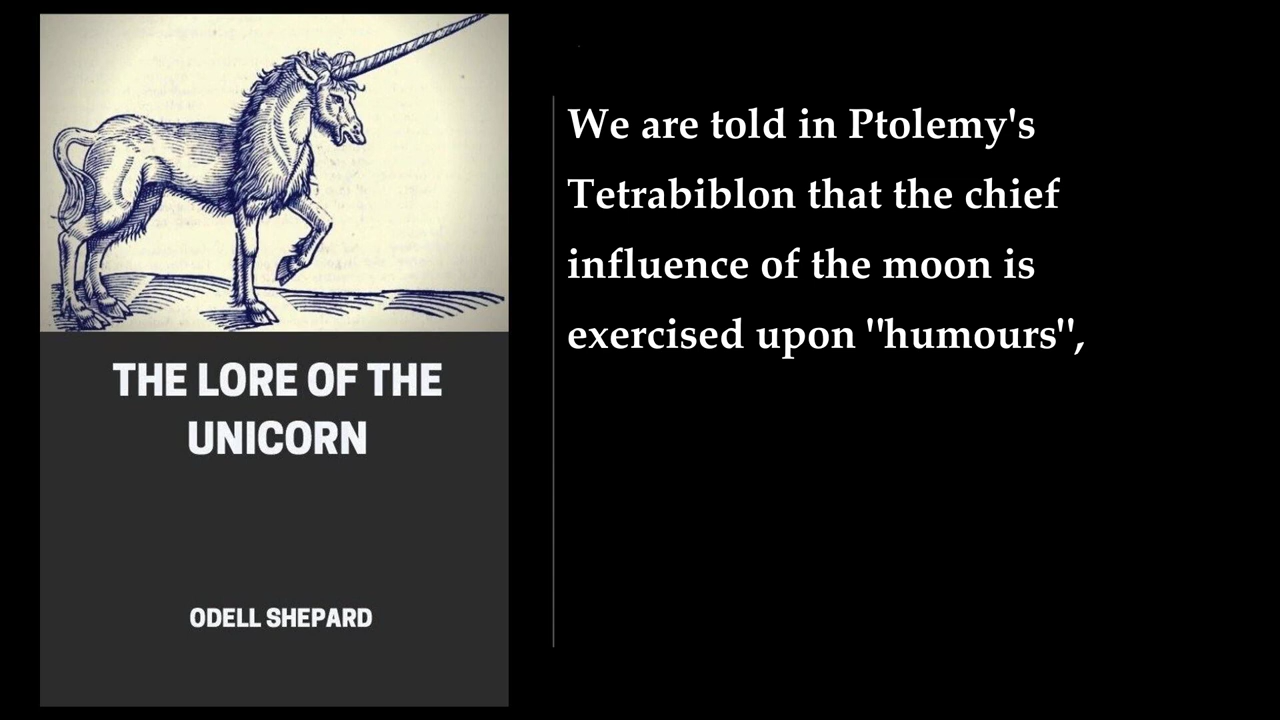 THE LORE OF THE
UNICORN
ODELL SHEPARD
We are told in Ptolemy's
Tetrabiblon that the chief
influence of the moon is
exercised upon "humours",